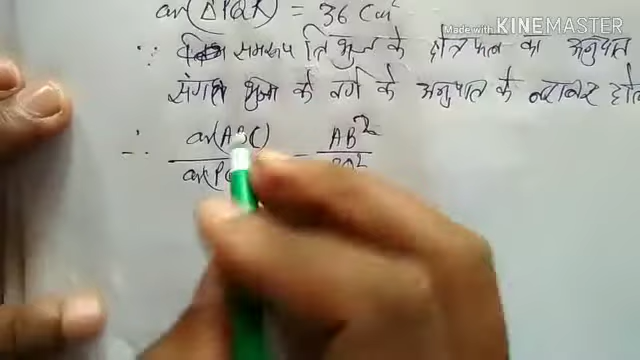 ar(ΔPQR) = 36 Cm²
Made with KINEMASTER
∵ समरूप त्रिभुज के क्षेत्रफल का अनुपात
संगत भुजा के वर्ग के अनुपात के बराबर होत
∴ ar(ABC) / ar(P = AB² / PQ²